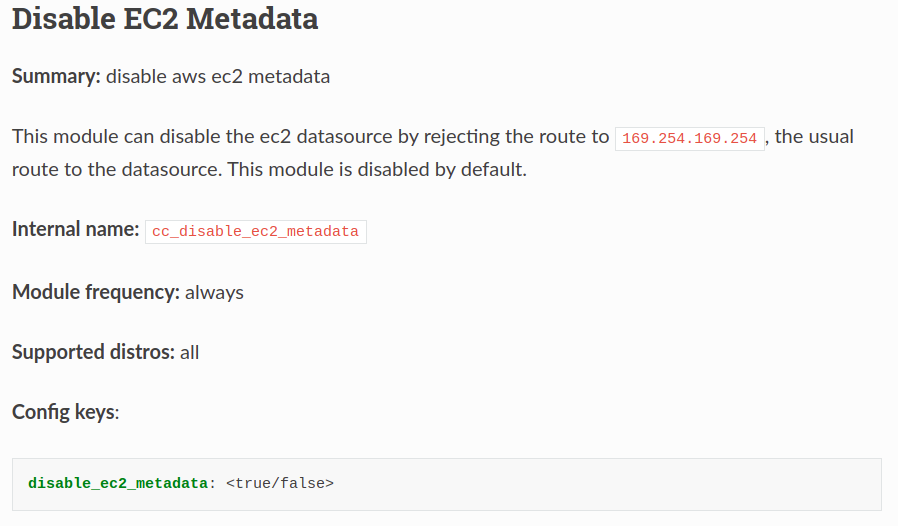 Disable EC2 Metadata
Summary: disable aws ec2 metadata
This module can disable the ec2 datasource by rejecting the route to 169.254.169.254, the usual
route to the datasource. This module is disabled by default.
Internal name: cc_disable_ec2_metadata
Module frequency: always
Supported distros: all
Config keys:
disable_ec2_metadata: <true/false>